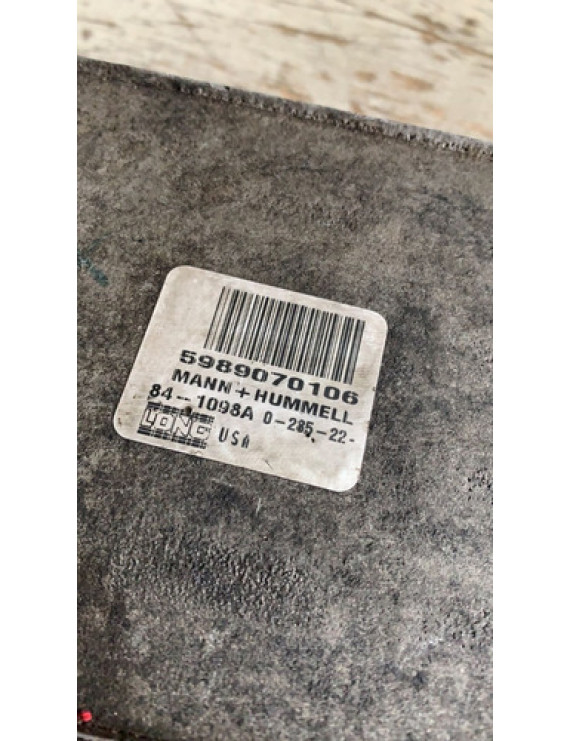 5989070106
MANN+HUMMELL
84-1098A 0-285-22-
LONG USA